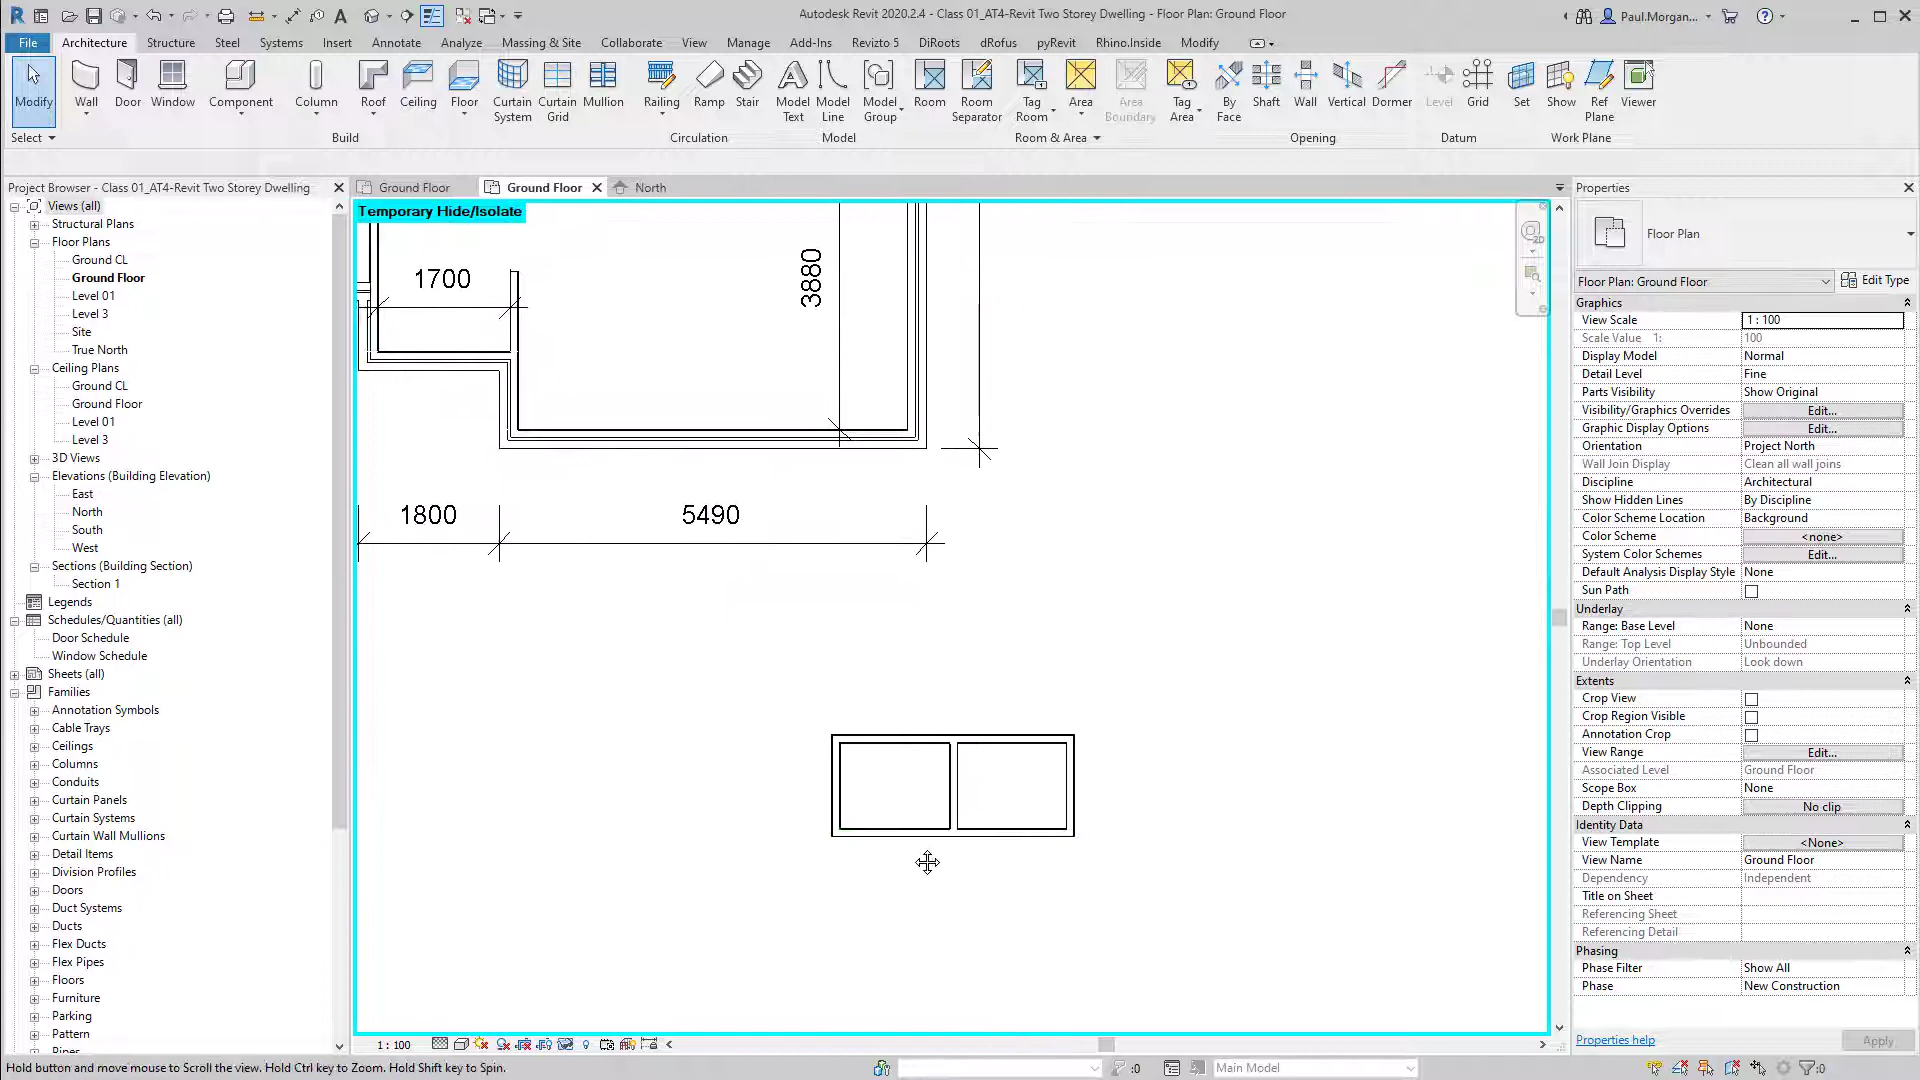 Autodesk Revit 2020.2.4 - Class 01_AT4-Revit Two Storey Dwelling - Floor Plan: Ground Floor
Paul.Morgan...
File Architecture Structure Steel Systems Insert Annotate Analyze Massing & Site Collaborate View Manage Add-Ins Revizto 5 DiRoots dRofus pyRevit Rhino.Inside Modify
Modify Wall Door Window Component Column Roof Ceiling Floor Curtain System Curtain Grid Mullion Railing Ramp Stair Model Text Model Line Model Group Room Room Separator Tag Room Area Area Boundary Tag Area By Face Shaft Wall Vertical Dormer Level Grid Set Show Ref Plane Viewer
Select Build Circulation Model Room & Area Opening Datum Work Plane
Project Browser - Class 01_AT4-Revit Two Storey Dwelling
Views (all)
Structural Plans
Floor Plans
Ground CL
Ground Floor
Level 01
Level 3
Site
True North
Ceiling Plans
Ground CL
Ground Floor
Level 01
Level 3
3D Views
Elevations (Building Elevation)
East
North
South
West
Sections (Building Section)
Section 1
Legends
Schedules/Quantities (all)
Door Schedule
Window Schedule
Sheets (all)
Families
Annotation Symbols
Cable Trays
Ceilings
Columns
Conduits
Curtain Panels
Curtain Systems
Curtain Wall Mullions
Detail Items
Division Profiles
Doors
Duct Systems
Ducts
Flex Ducts
Flex Pipes
Floors
Furniture
Parking
Pattern
Pipes
Ground Floor Ground Floor North
Temporary Hide/Isolate
2D
1700
3880
1800 5490
1 : 100
Properties
Floor Plan
Floor Plan: Ground Floor Edit Type
Graphics
View Scale 1 : 100
Scale Value 1: 100
Display Model Normal
Detail Level Fine
Parts Visibility Show Original
Visibility/Graphics Overrides Edit...
Graphic Display Options Edit...
Orientation Project North
Wall Join Display Clean all wall joins
Discipline Architectural
Show Hidden Lines By Discipline
Color Scheme Location Background
Color Scheme <none>
System Color Schemes Edit...
Default Analysis Display Style None
Sun Path
Underlay
Range: Base Level None
Range: Top Level Unbounded
Underlay Orientation Look down
Extents
Crop View
Crop Region Visible
Annotation Crop
View Range Edit...
Associated Level Ground Floor
Scope Box None
Depth Clipping No clip
Identity Data
View Template <None>
View Name Ground Floor
Dependency Independent
Title on Sheet
Referencing Sheet
Referencing Detail
Phasing
Phase Filter Show All
Phase New Construction
Properties help Apply
Hold button and move mouse to Scroll the view. Hold Ctrl key to Zoom. Hold Shift key to Spin.
:0 Main Model :0